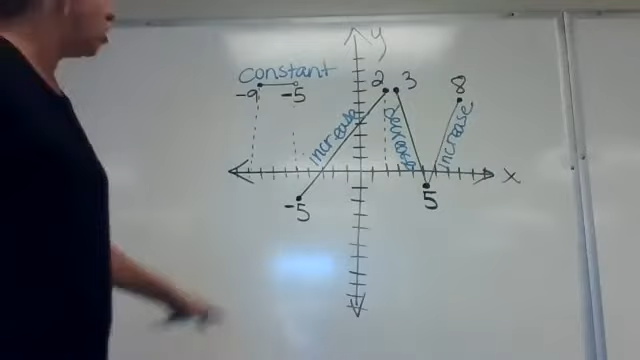 y
constant
-9 -5
2 3 8
increase
decrease
increase
x
-5
5